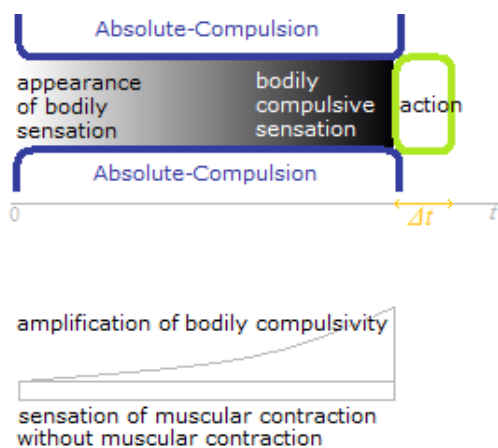 Absolute-Compulsion
appearance
of bodily
sensation
bodily
compulsive
sensation
action
Absolute-Compulsion
0
Δt
t
amplification of bodily compulsivity
sensation of muscular contraction
without muscular contraction